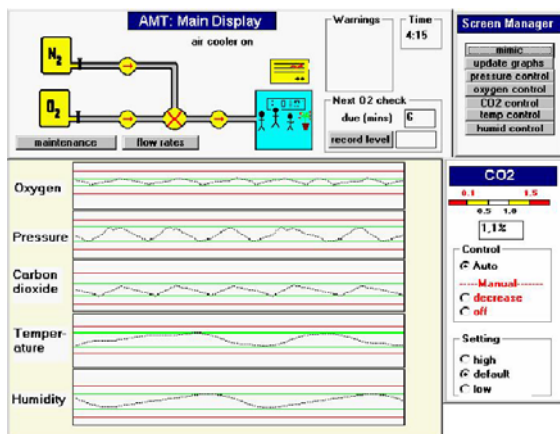 AMT: Main Display
air cooler on
N2
O2
maintenance
flow rates
Warnings
Time
4:15
Next O2 check
due (mins) 6
record level
Screen Manager
mimic
update graphs
pressure control
oxygen control
CO2 control
temp control
humid control
Oxygen
Pressure
Carbon
dioxide
Temper-
ature
Humidity
CO2
0.1 1.5
0.5 1.0
1,1%
Control
Auto
Manual
decrease
off
Setting
high
default
low